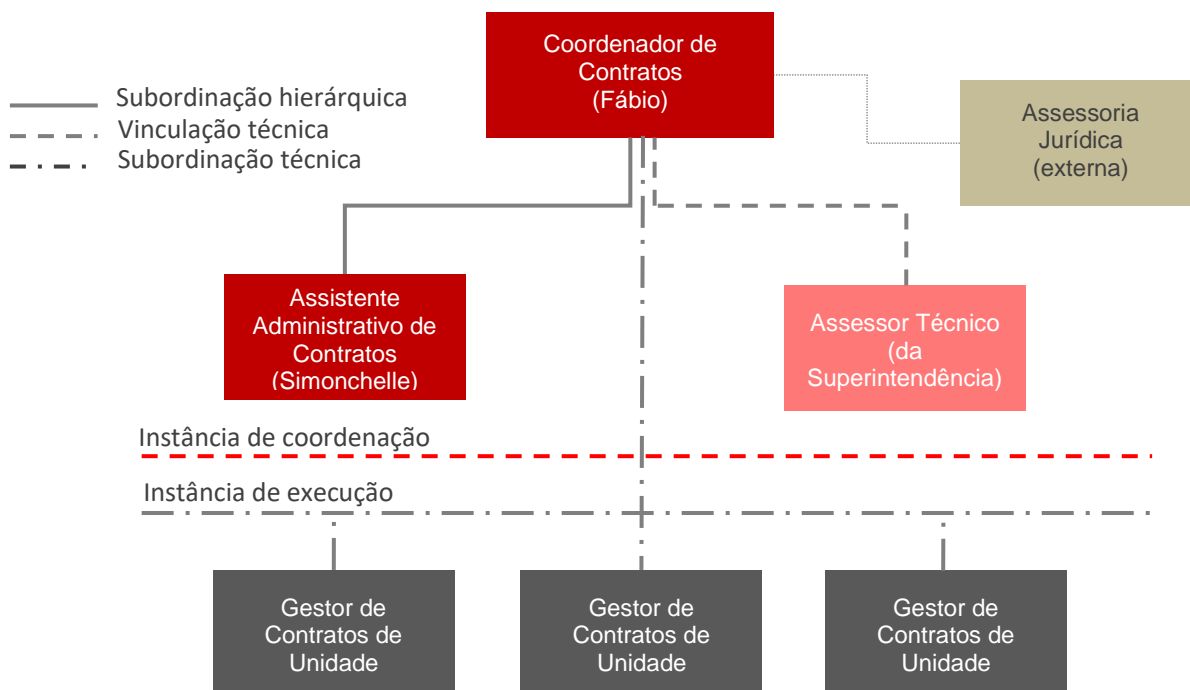 Coordenador de
Contratos
(Fábio)
Subordinação hierárquica
Vinculação técnica
Subordinação técnica
Assessoria
Jurídica
(externa)
Assistente
Administrativo de
Contratos
(Simonchelle)
Assessor Técnico
(da
Superintendência)
Instância de coordenação
Instância de execução
Gestor de
Contratos de
Unidade
Gestor de
Contratos de
Unidade
Gestor de
Contratos de
Unidade